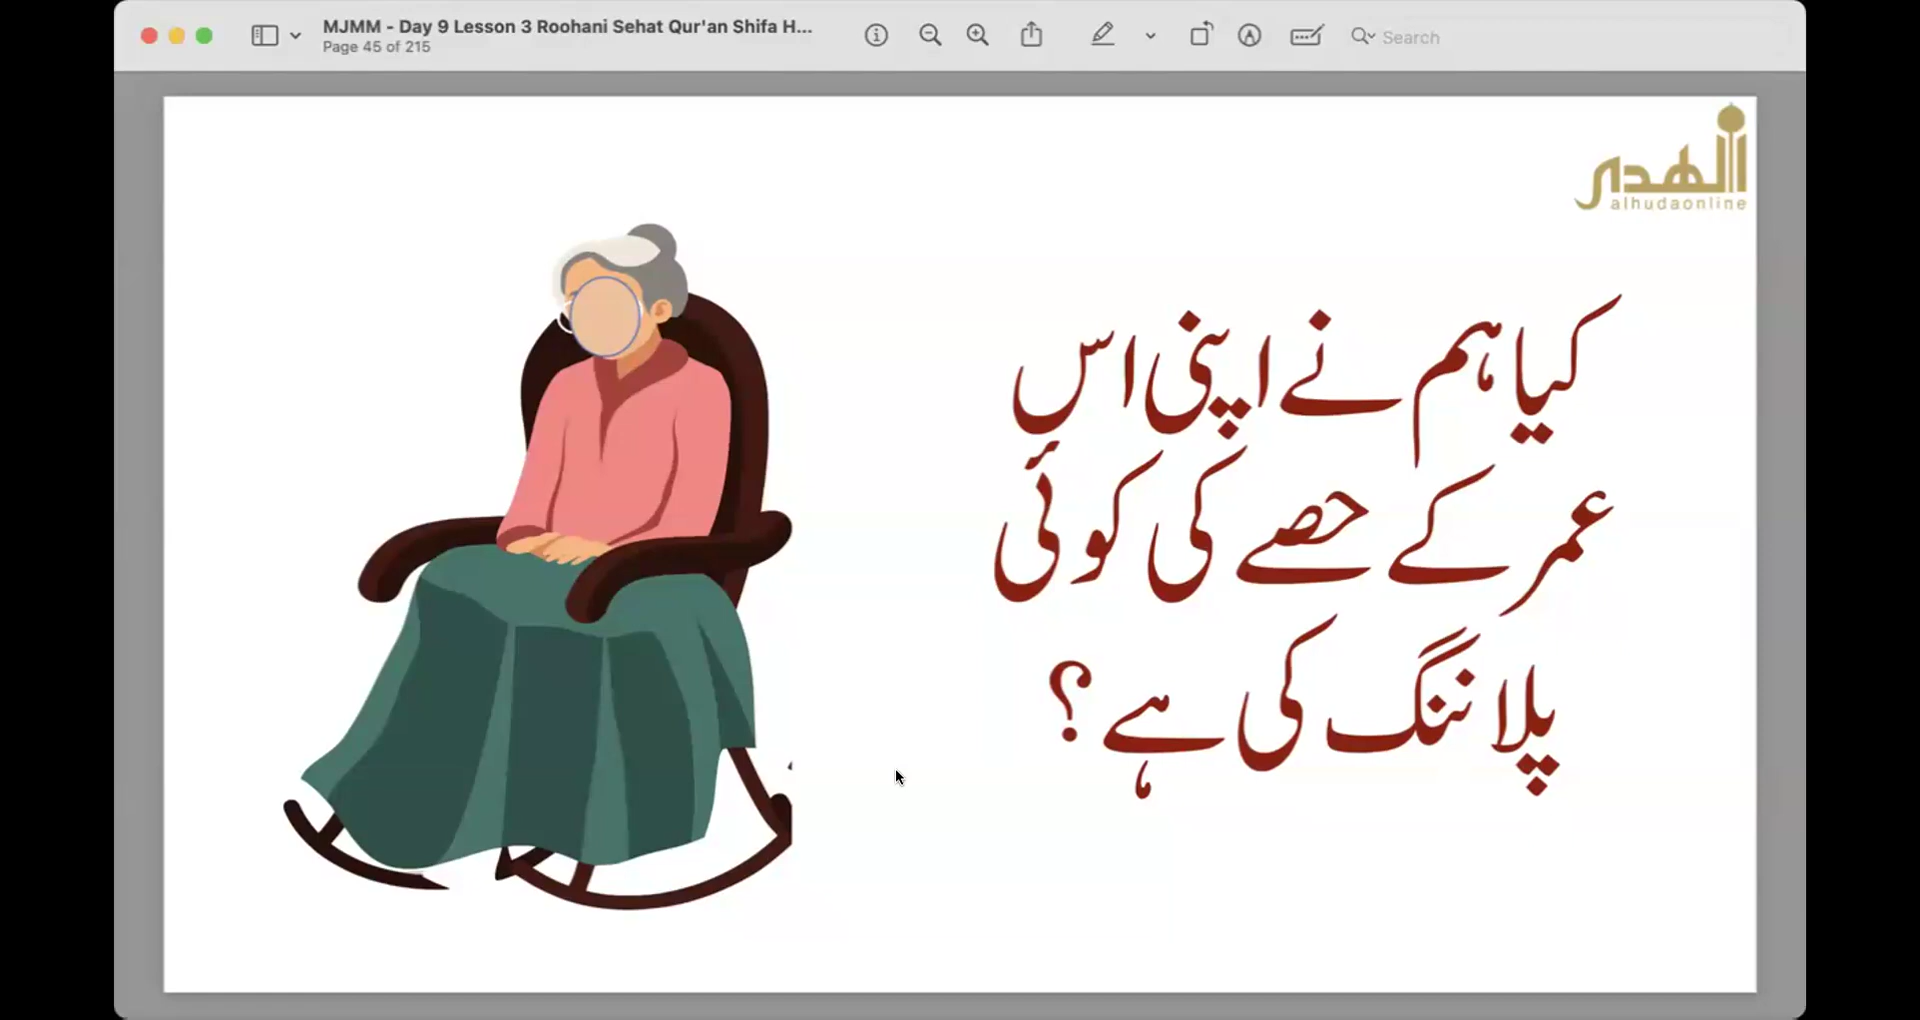 MJMM - Day 9 Lesson 3 Roohani Sehat Qur'an Shifa H...
Page 45 of 215
Search
الهدى
alhudaonline
کیا ہم نے اپنی اس
عمر کے حصے کی کوئی
پلاننگ کی ہے؟